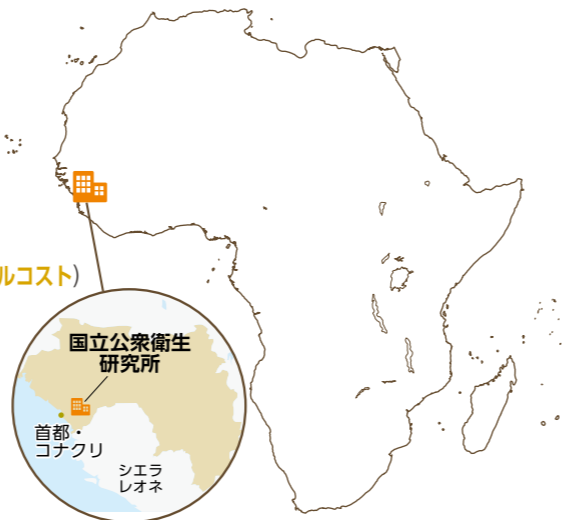 ルコスト)
国立公衆衛生
研究所
首都・
コナクリ
シエラ
レオネ